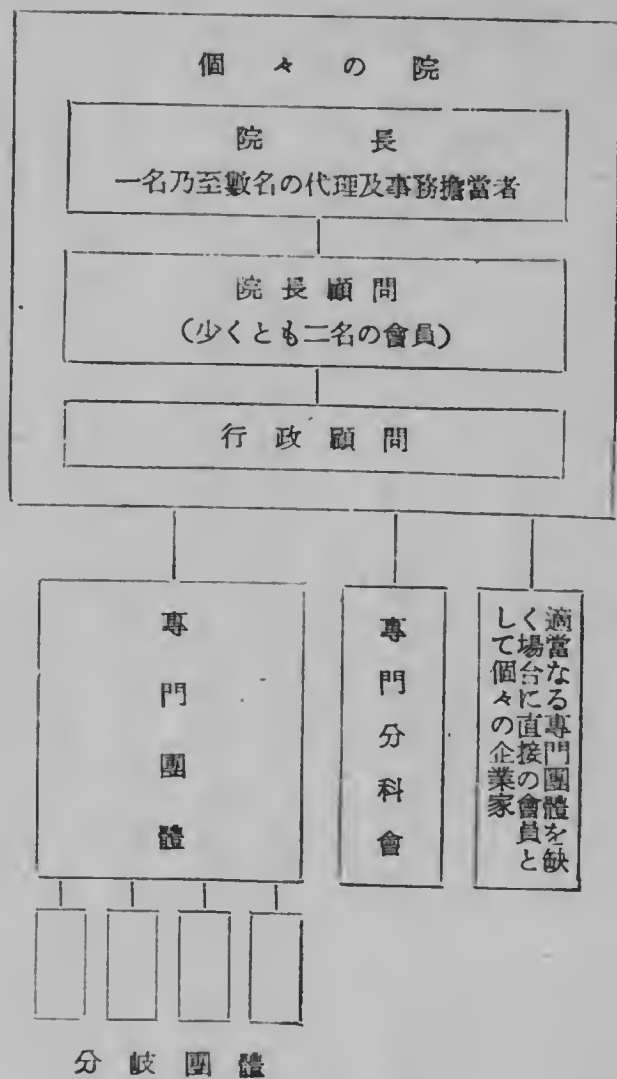 個々の院
院長
一名乃至數名の代理及事務擔當者
院長顧問
(少くとも二名の會員)
行政顧問
專門團體
專門分科會
適當なる專門團體を缺
く場台に直接の會員と
して個々の企業家
分岐團體